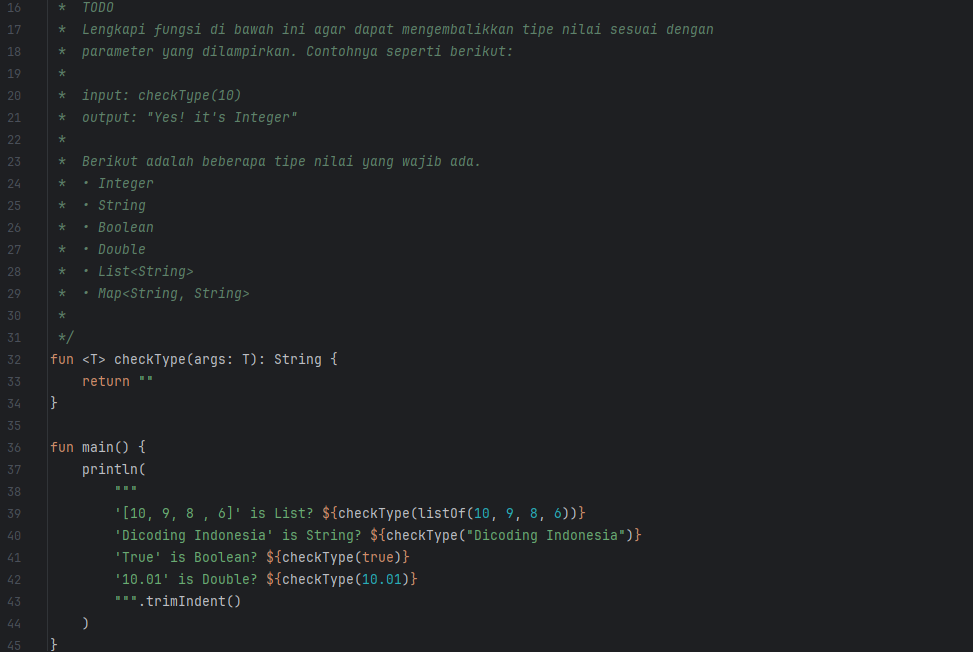 16 * TODO
17 * Lengkapi fungsi di bawah ini agar dapat mengembalikkan tipe nilai sesuai dengan
18 * parameter yang dilampirkan. Contohnya seperti berikut:
19 *
20 * input: checkType(10)
21 * output: "Yes! it's Integer"
22 *
23 * Berikut adalah beberapa tipe nilai yang wajib ada.
24 * • Integer
25 * • String
26 * • Boolean
27 * • Double
28 * • List<String>
29 * • Map<String, String>
30 *
31 */
32 fun <T> checkType(args: T): String {
33     return ""
34 }
35
36 fun main() {
37     println(
38         """
39         '[10, 9, 8 , 6]' is List? ${checkType(listOf(10, 9, 8, 6))}
40         'Dicoding Indonesia' is String? ${checkType("Dicoding Indonesia")}
41         'True' is Boolean? ${checkType(true)}
42         '10.01' is Double? ${checkType(10.01)}
43         """.trimIndent()
44     )
45 }